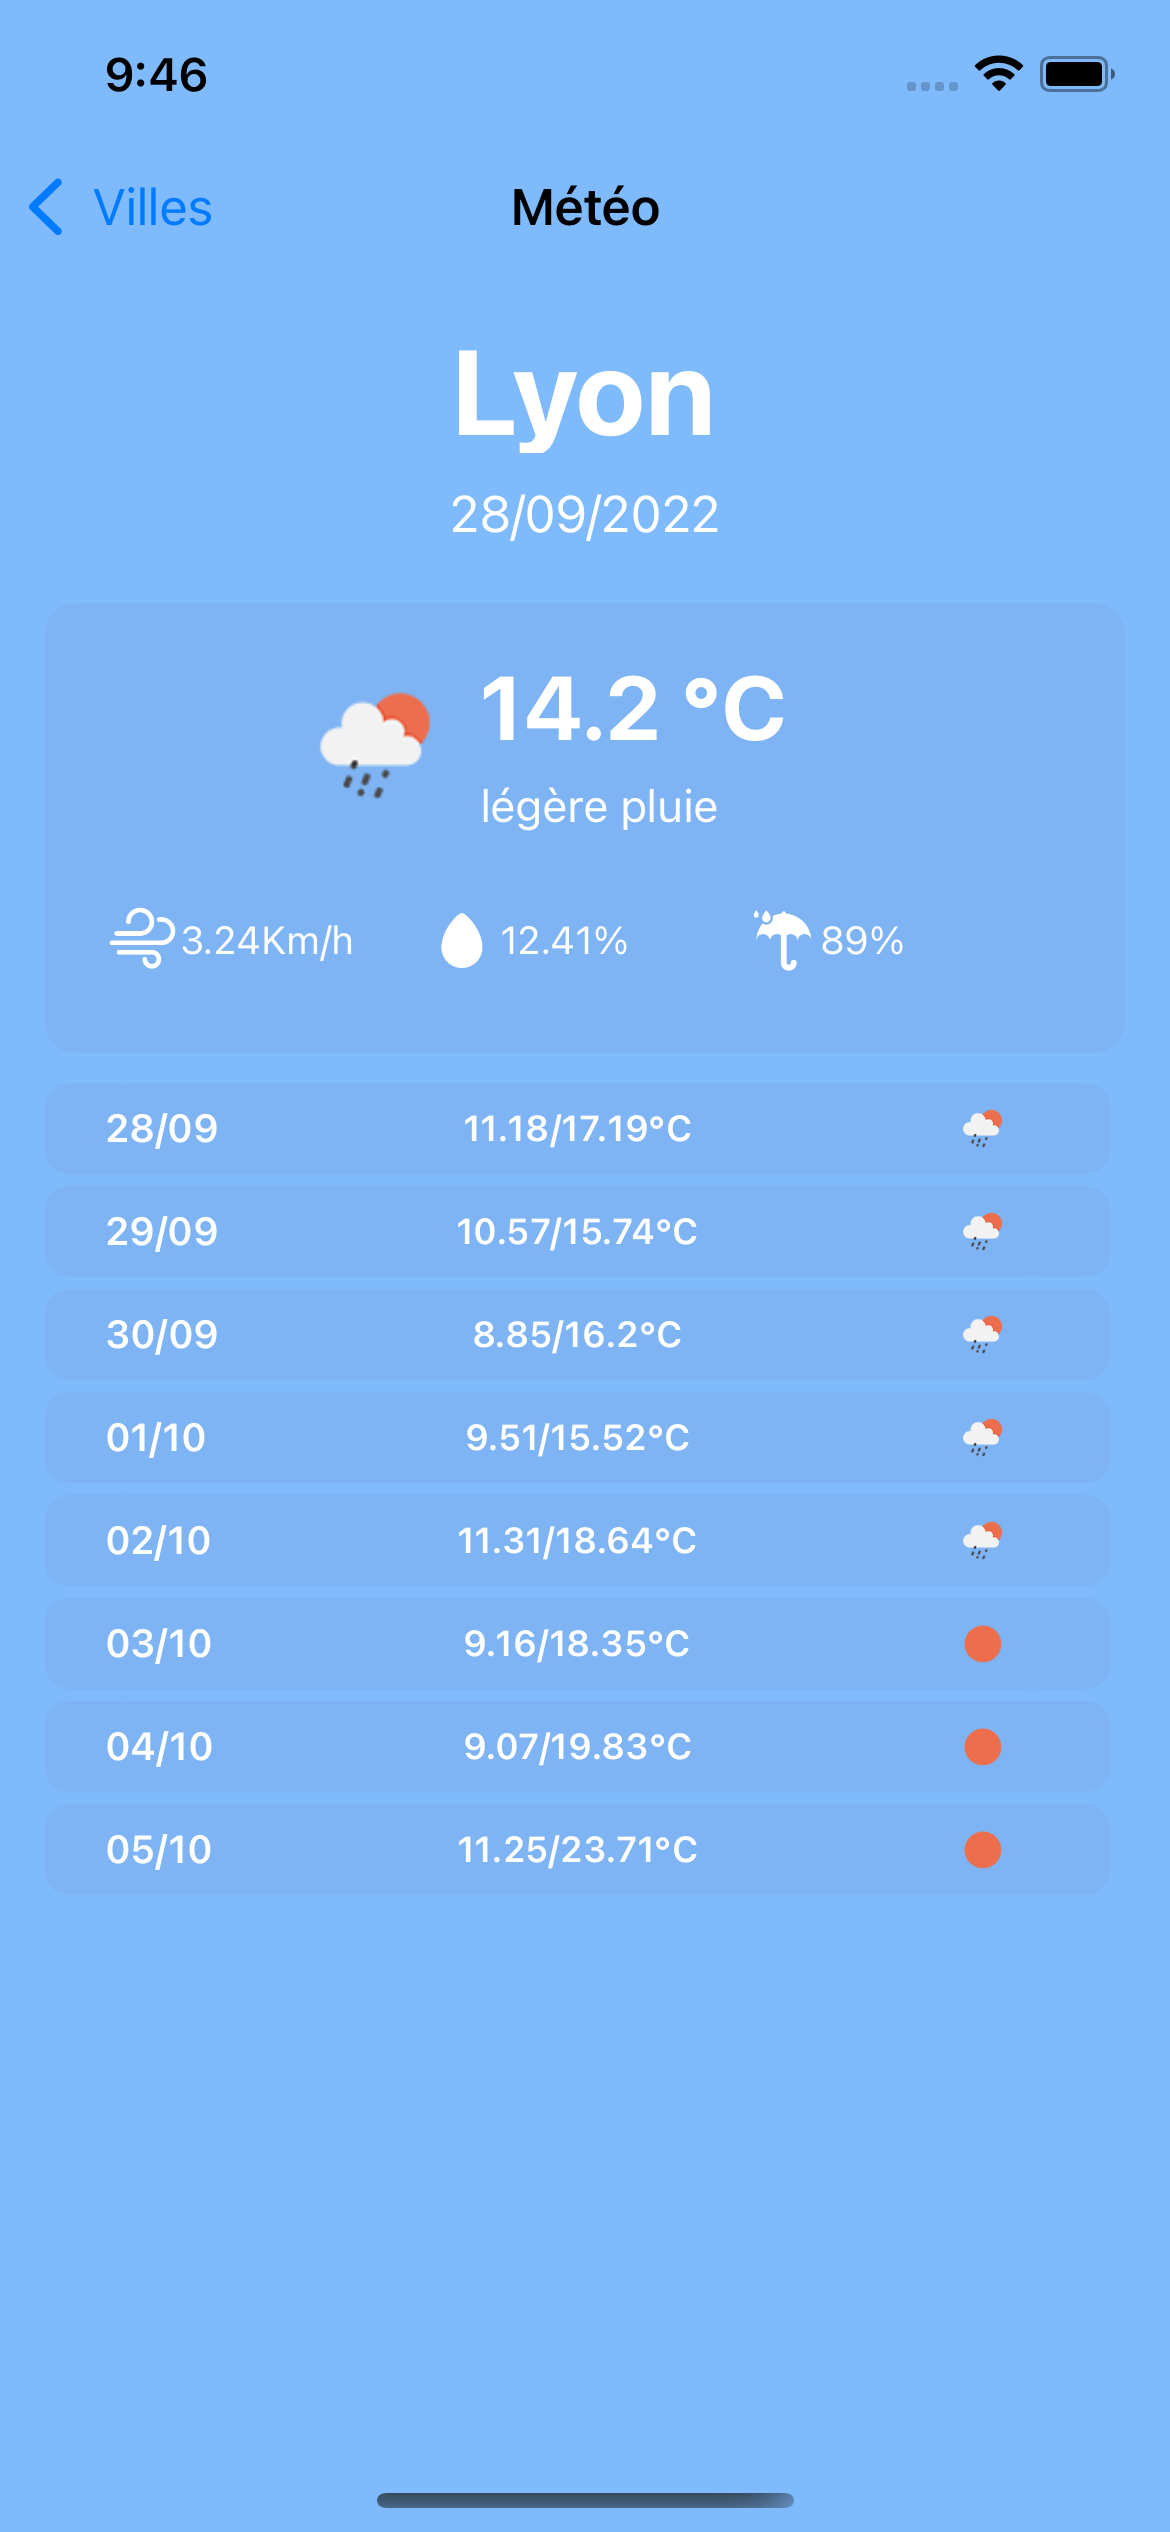 9:46
Villes
Météo
Lyon
28/09/2022
14.2 °C
légère pluie
3.24Km/h 12.41% 89%
28/09 11.18/17.19°C
29/09 10.57/15.74°C
30/09 8.85/16.2°C
01/10 9.51/15.52°C
02/10 11.31/18.64°C
03/10 9.16/18.35°C
04/10 9.07/19.83°C
05/10 11.25/23.71°C